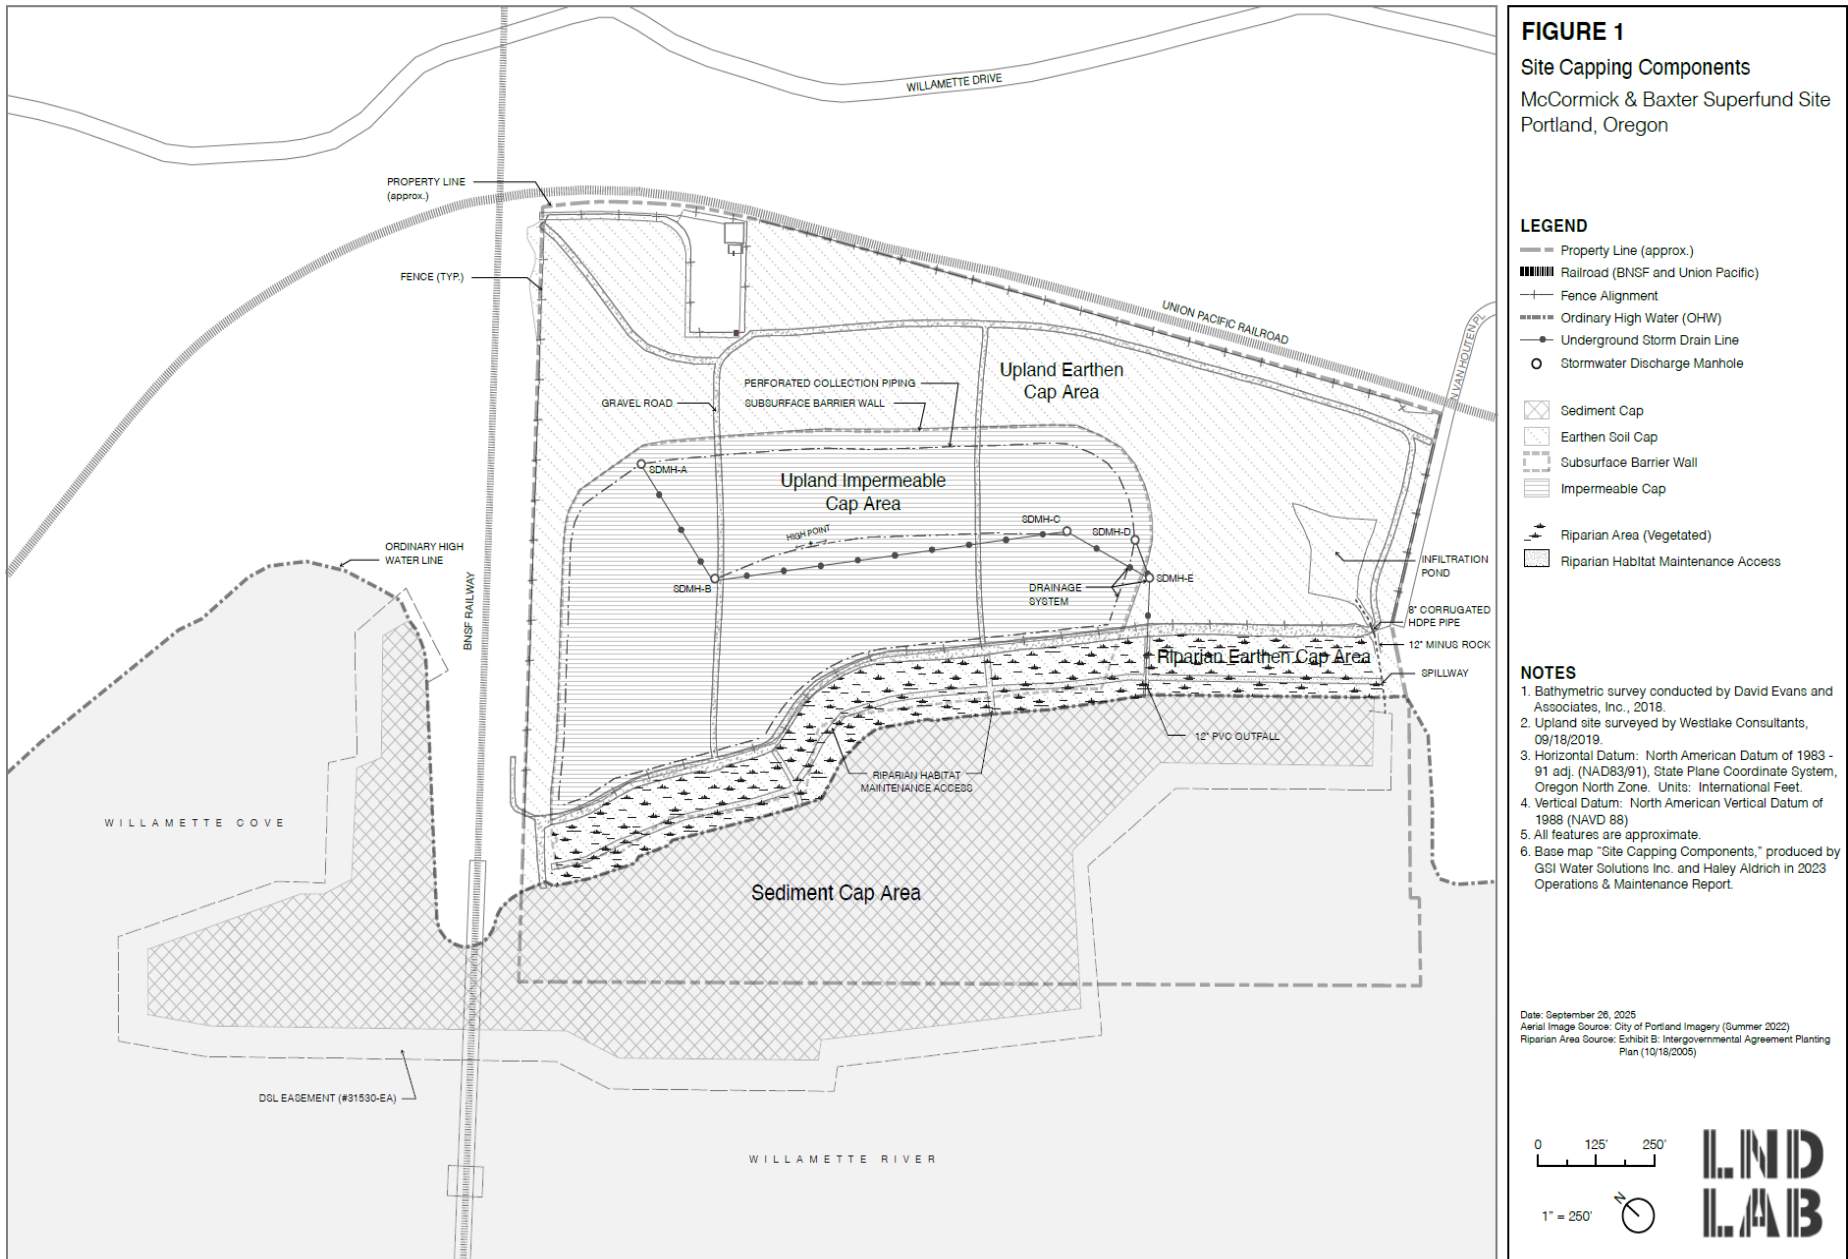 WILLAMETTE DRIVE
PROPERTY LINE
(approx.)
FENCE (TYP.)
UNION PACIFIC RAILROAD
N VAN HOUTEN PL
Upland Earthen
Cap Area
PERFORATED COLLECTION PIPING
SUBSURFACE BARRIER WALL
GRAVEL ROAD
SDMH-A
Upland Impermeable
Cap Area
HIGH POINT
SDMH-C
SDMH-D
SDMH-B
SDMH-E
DRAINAGE
SYSTEM
ORDINARY HIGH
WATER LINE
BNSF RAILWAY
INFILTRATION
POND
8" CORRUGATED
HDPE PIPE
12" MINUS ROCK
Riparian Earthen Cap Area
SPILLWAY
12" PVC OUTFALL
RIPARIAN HABITAT
MAINTENANCE ACCESS
WILLAMETTE COVE
Sediment Cap Area
DSL EASEMENT (#31530-EA)
WILLAMETTE RIVER
FIGURE 1
Site Capping Components
McCormick & Baxter Superfund Site
Portland, Oregon
LEGEND
Property Line (approx.)
Railroad (BNSF and Union Pacific)
Fence Alignment
Ordinary High Water (OHW)
Underground Storm Drain Line
Stormwater Discharge Manhole
Sediment Cap
Earthen Soil Cap
Subsurface Barrier Wall
Impermeable Cap
Riparian Area (Vegetated)
Riparian Habitat Maintenance Access
NOTES
1. Bathymetric survey conducted by David Evans and
Associates, Inc., 2018.
2. Upland site surveyed by Westlake Consultants,
09/18/2019.
3. Horizontal Datum: North American Datum of 1983 -
91 adj. (NAD83/91), State Plane Coordinate System,
Oregon North Zone. Units: International Feet.
4. Vertical Datum: North American Vertical Datum of
1988 (NAVD 88)
5. All features are approximate.
6. Base map "Site Capping Components," produced by
GSI Water Solutions Inc. and Haley Aldrich in 2023
Operations & Maintenance Report.
Date: September 26, 2025
Aerial Image Source: City of Portland Imagery (Summer 2022)
Riparian Area Source: Exhibit B: Intergovernmental Agreement Planting
Plan (10/18/2005)
0 125' 250'
1" = 250'
N
LND
LAB